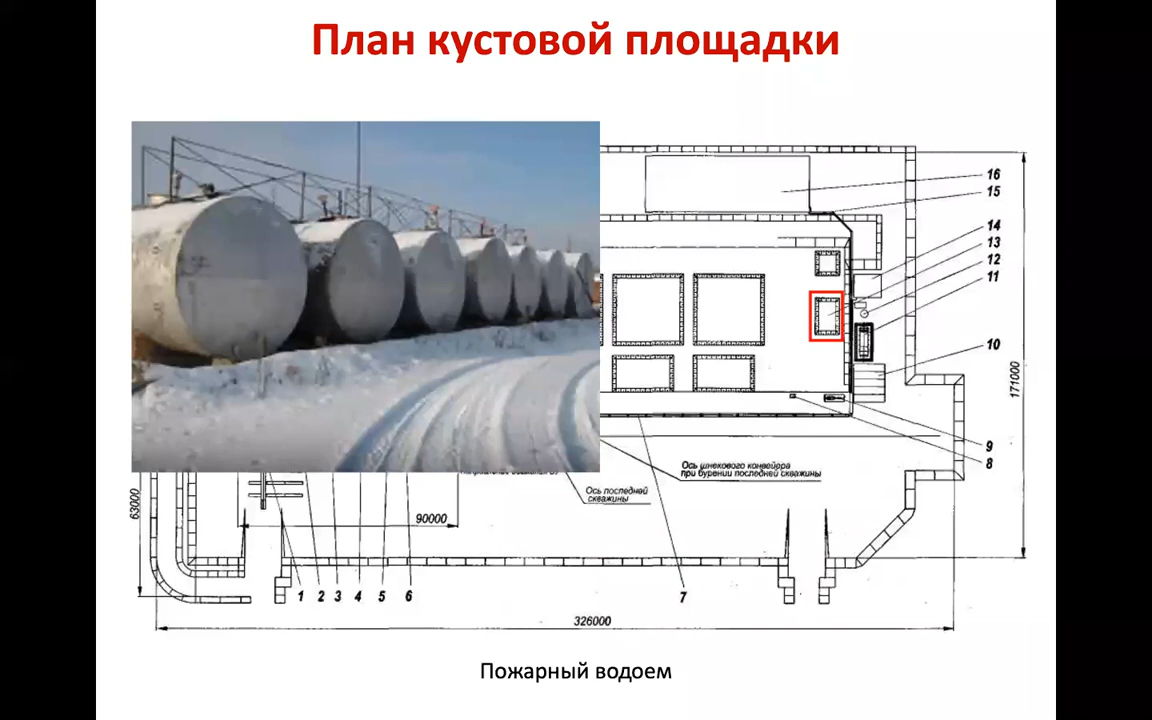 План кустовой площадки
16
15
14
13
12
11
10
171000
9
8
Ось шнекового конвейера
при бурении последней скважины
Ось последней
скважины
63000
90000
1 2 3 4 5 6
7
326000
Пожарный водоем